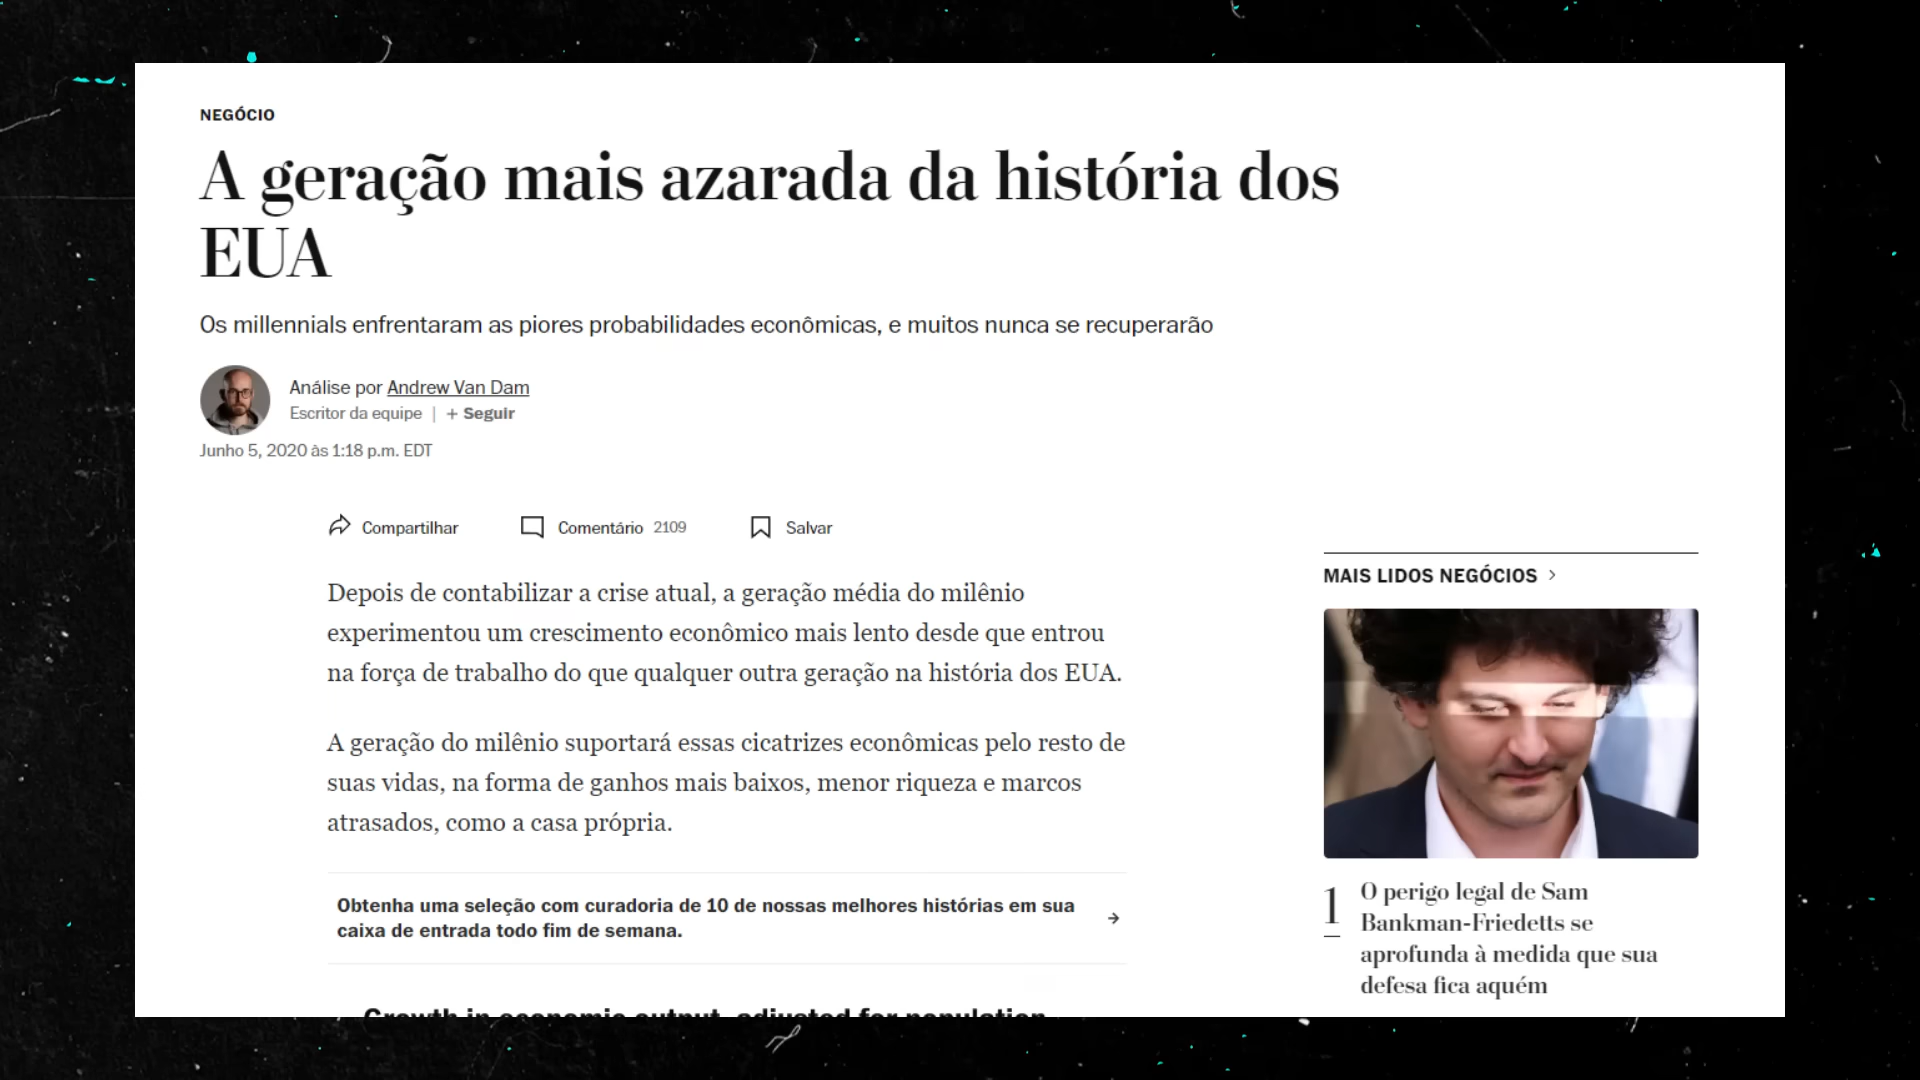 NEGÓCIO
A geração mais azarada da história dos
EUA
Os millennials enfrentaram as piores probabilidades econômicas, e muitos nunca se recuperarão
Análise por Andrew Van Dam
Escritor da equipe | + Seguir
Junho 5, 2020 às 1:18 p.m. EDT
Compartilhar
Comentário 2109
Salvar
Depois de contabilizar a crise atual, a geração média do milênio
experimentou um crescimento econômico mais lento desde que entrou
na força de trabalho do que qualquer outra geração na história dos EUA.
A geração do milênio suportará essas cicatrizes econômicas pelo resto de
suas vidas, na forma de ganhos mais baixos, menor riqueza e marcos
atrasados, como a casa própria.
Obtenha uma seleção com curadoria de 10 de nossas melhores histórias em sua
caixa de entrada todo fim de semana.
Growth in economic output, adjusted for population
MAIS LIDOS NEGÓCIOS
1
O perigo legal de Sam
Bankman-Friedetts se
aprofunda à medida que sua
defesa fica aquém